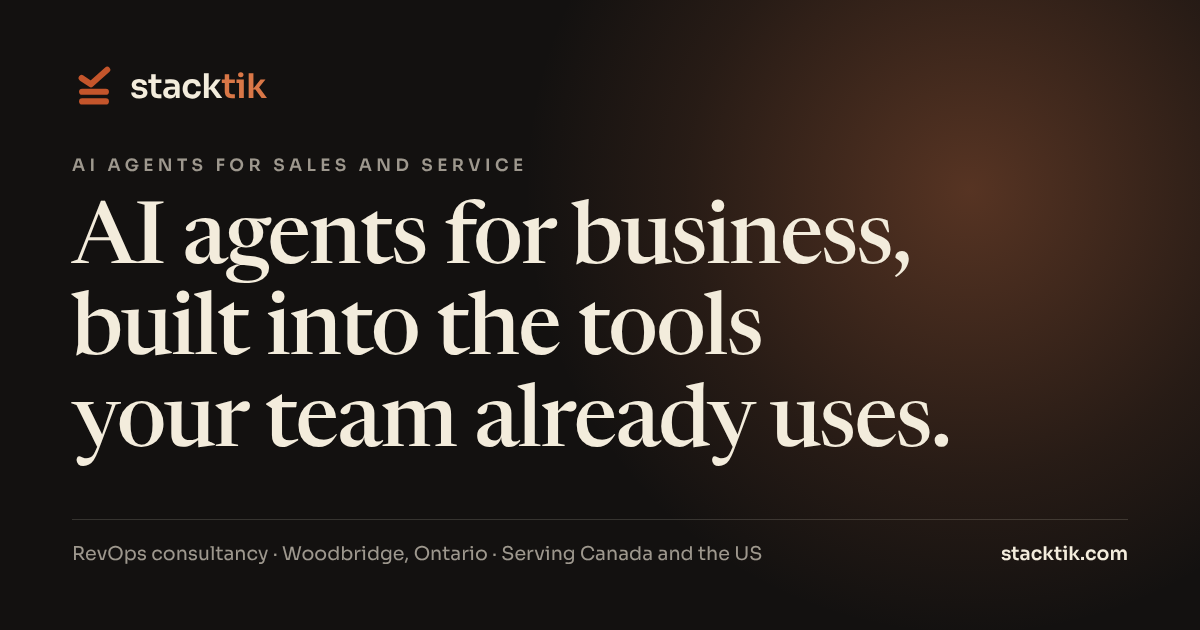 stacktik
AI AGENTS FOR SALES AND SERVICE
AI agents for business,
built into the tools
your team already uses.
RevOps consultancy · Woodbridge, Ontario · Serving Canada and the US
stacktik.com